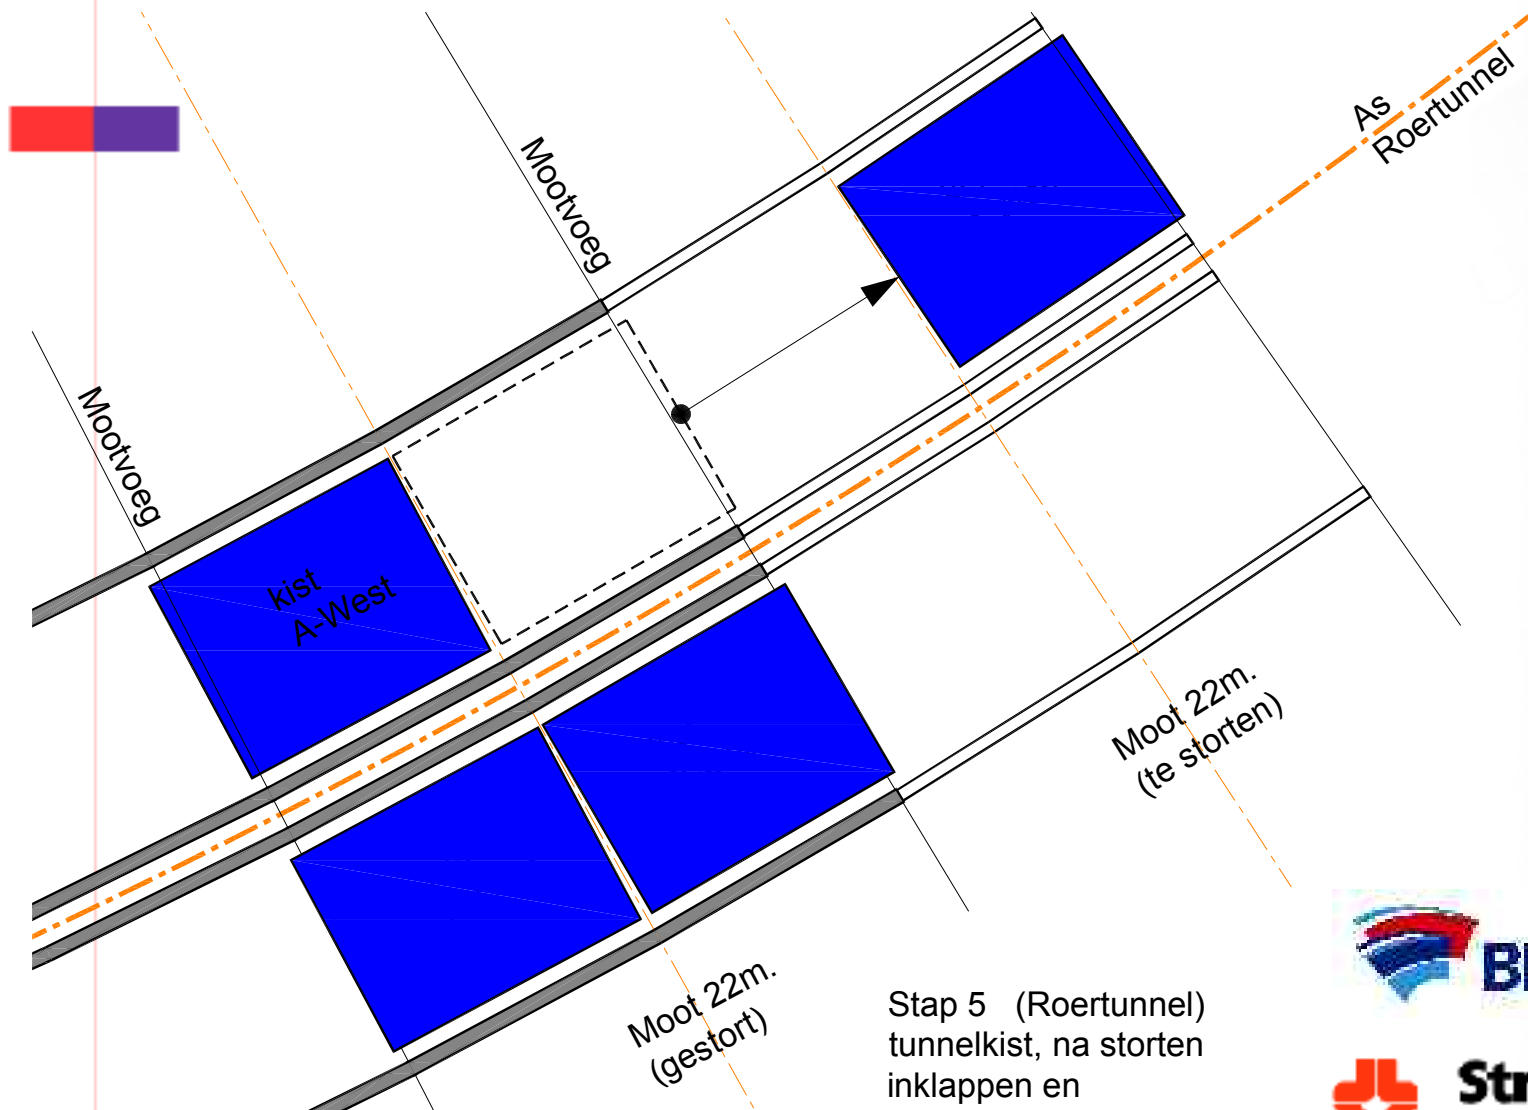 As
Roertunnel
Mootvoeg
Mootvoeg
kist
A-West
Moot 22m.
(te storten)
Moot 22m.
(gestort)
Stap 5 (Roertunnel)
tunnelkist, na storten
inklappen en